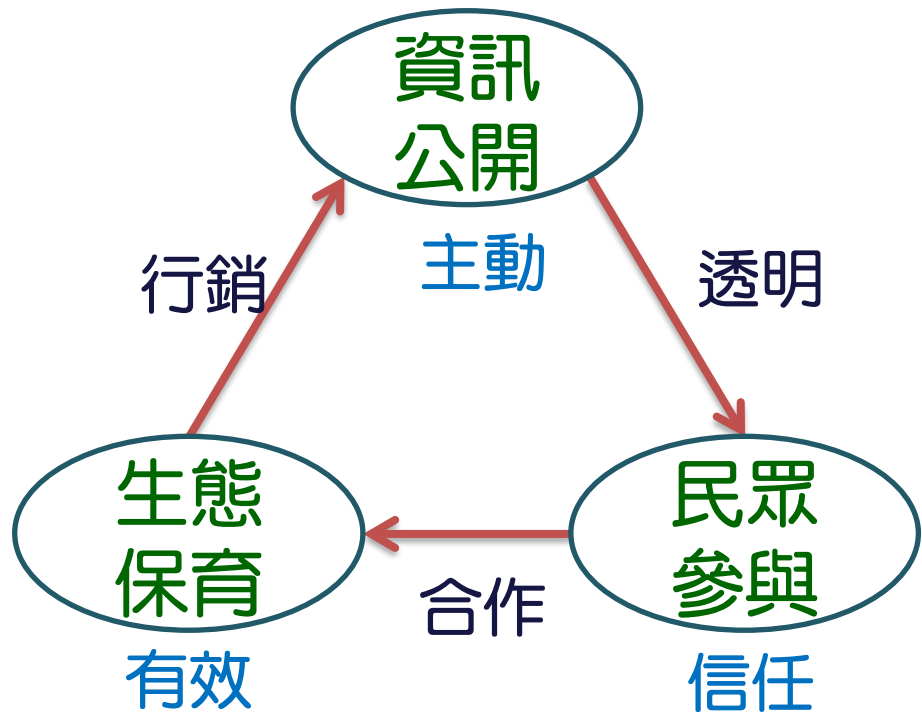 資訊
公開
主動
行銷
透明
生態
保育
民眾
參與
合作
有效
信任